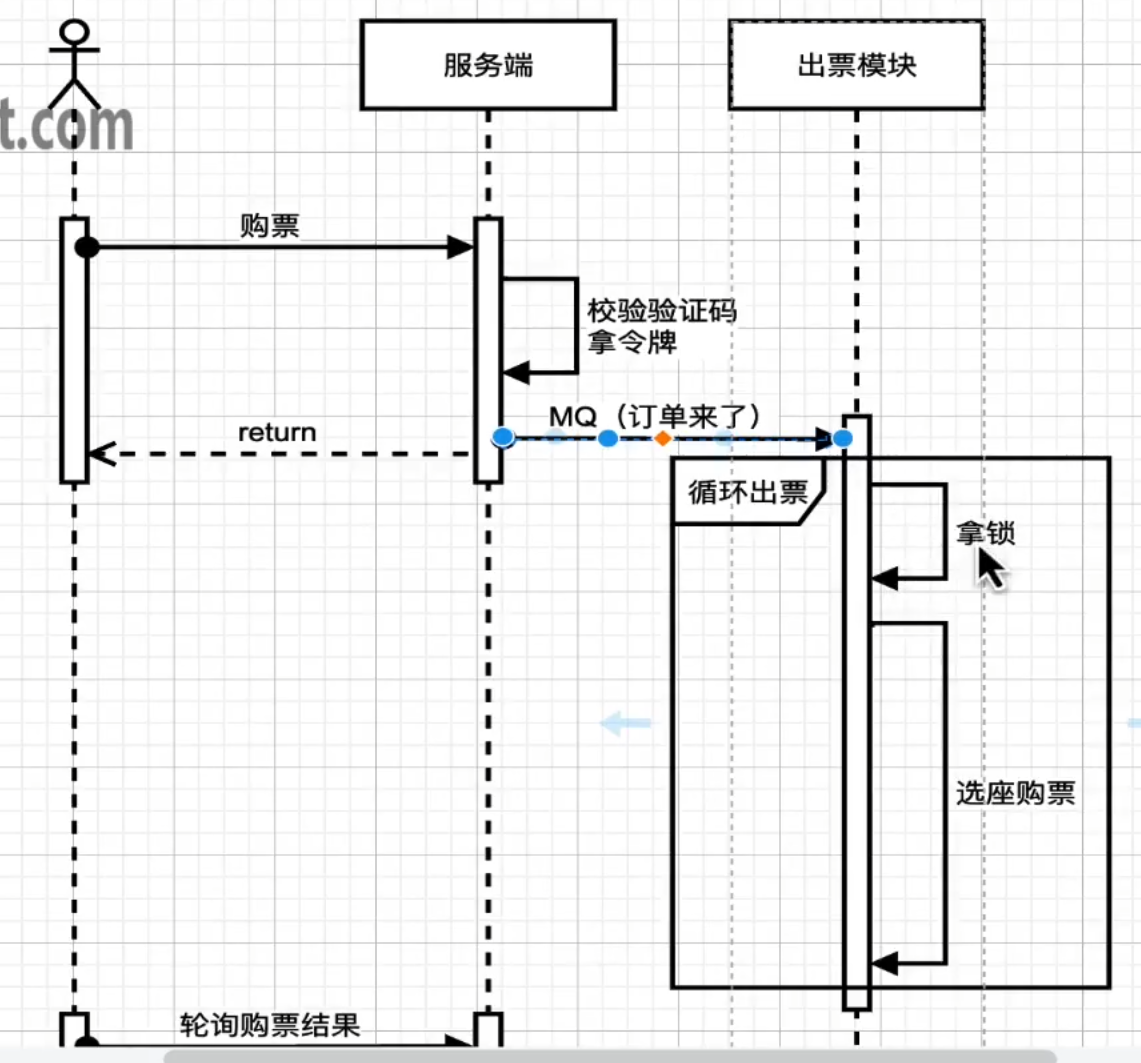 服务端
出票模块
t.com
购票
校验验证码
拿令牌
MQ（订单来了）
return
循环出票
拿锁
选座购票
轮询购票结果